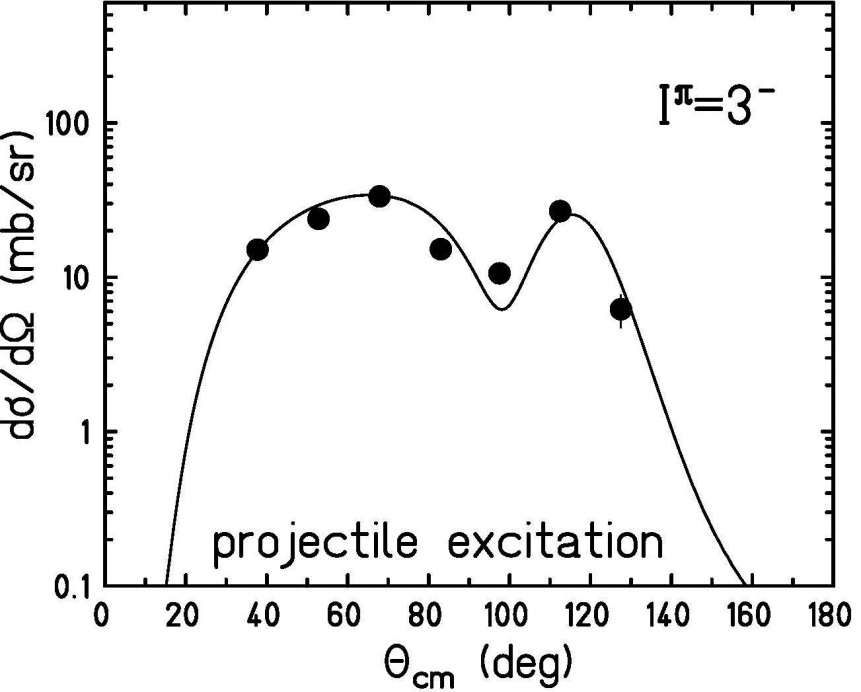 I^π=3⁻
100
10
1
0.1
dσ/dΩ (mb/sr)
projectile excitation
0 20 40 60 80 100 120 140 160 180
Θcm (deg)